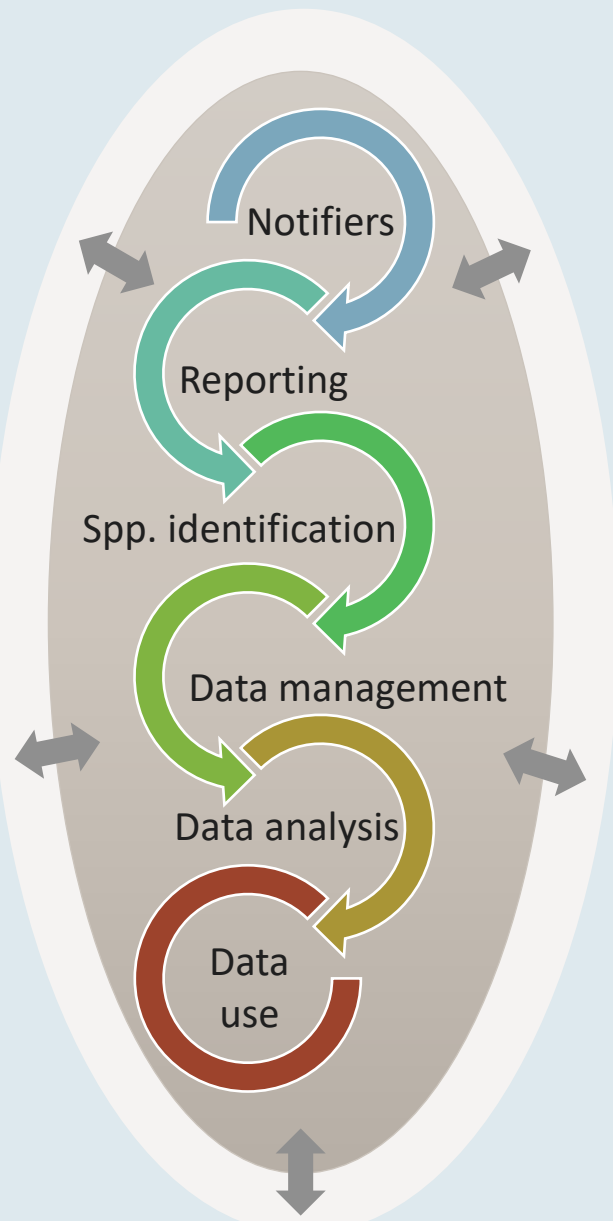 Notifiers
Reporting
Spp. identification
Data management
Data analysis
Data
use